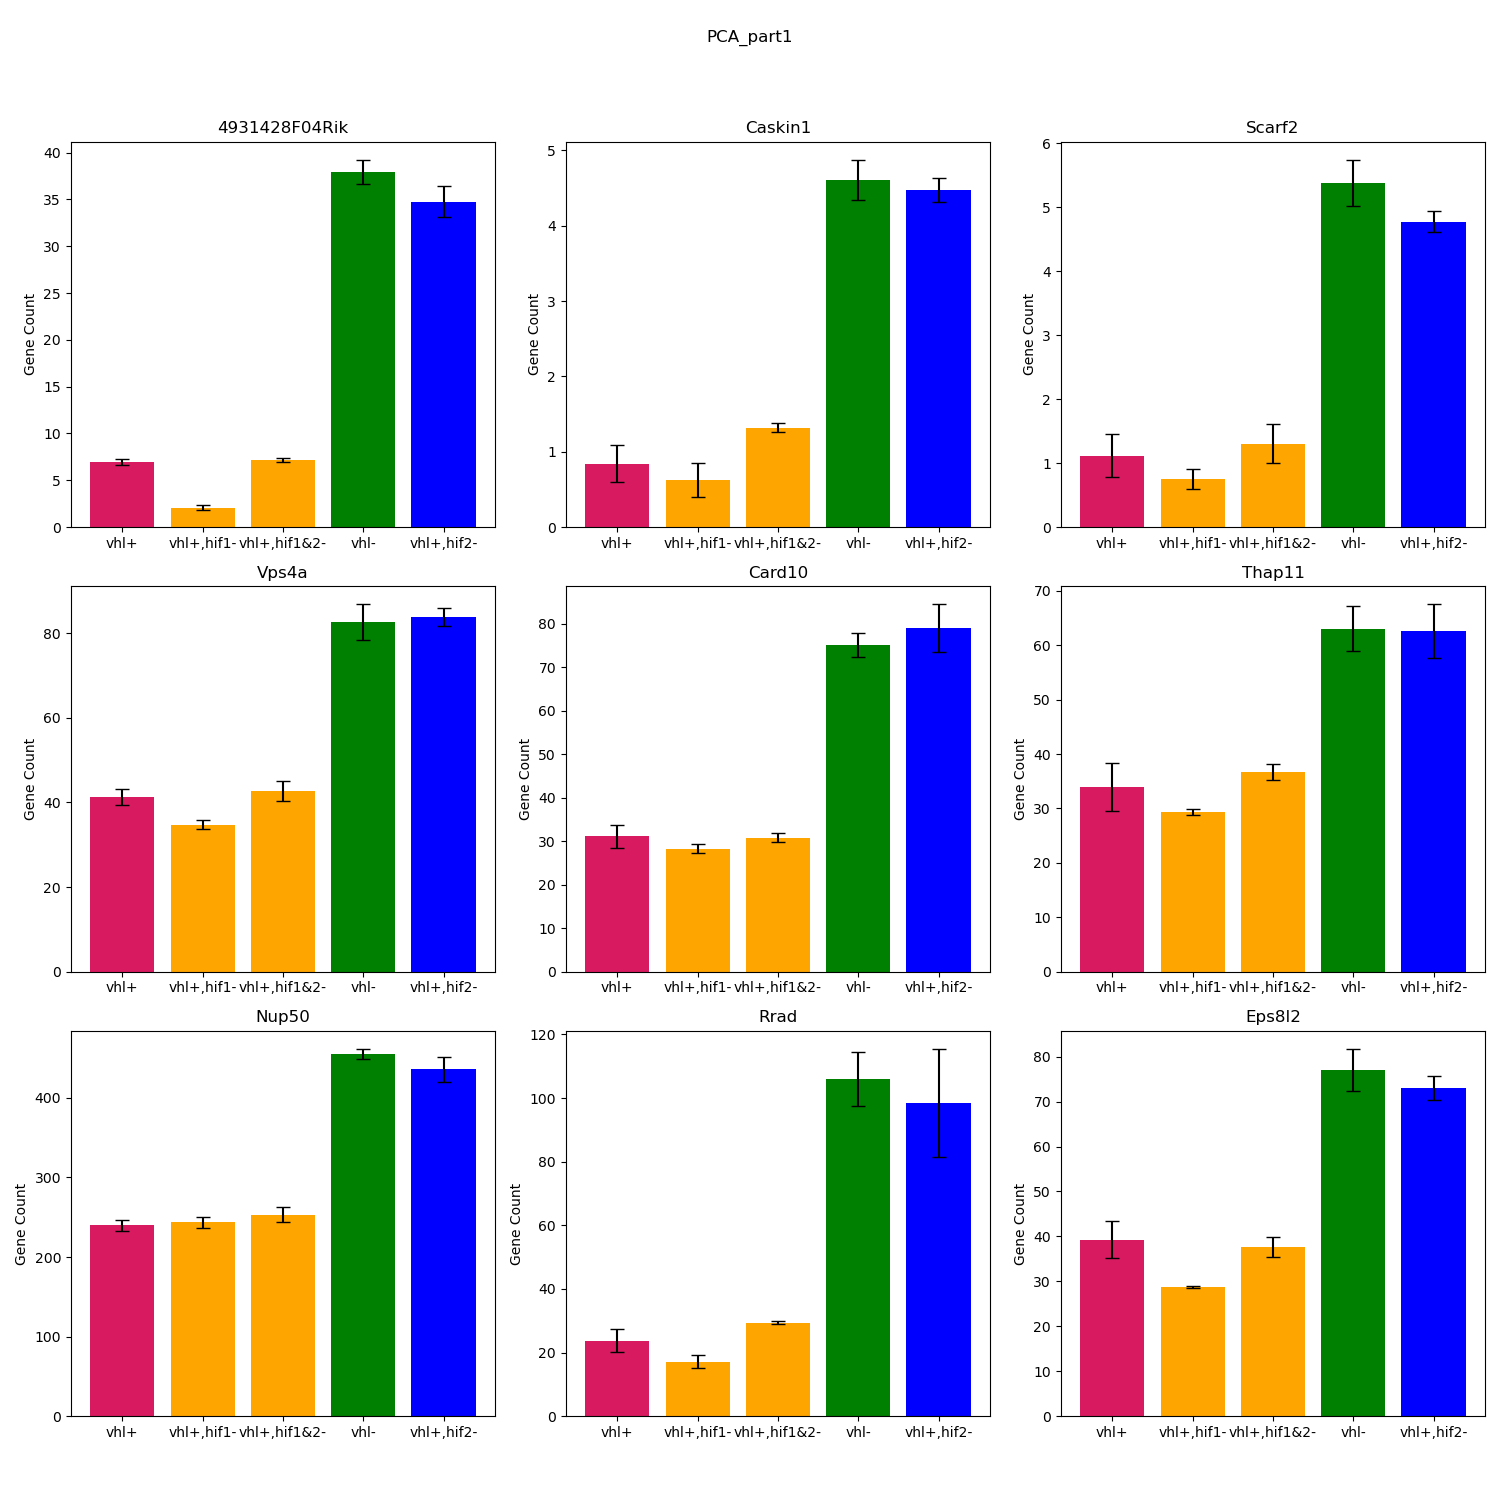 PCA_part1
4931428F04Rik
Gene Count
40
35
30
25
20
15
10
5
0
vhl+ vhl+,hif1- vhl+,hif1&2- vhl- vhl+,hif2-
Caskin1
Gene Count
5
4
3
2
1
0
vhl+ vhl+,hif1- vhl+,hif1&2- vhl- vhl+,hif2-
Scarf2
Gene Count
6
5
4
3
2
1
0
vhl+ vhl+,hif1- vhl+,hif1&2- vhl- vhl+,hif2-
Vps4a
Gene Count
80
60
40
20
0
vhl+ vhl+,hif1- vhl+,hif1&2- vhl- vhl+,hif2-
Card10
Gene Count
80
70
60
50
40
30
20
10
0
vhl+ vhl+,hif1- vhl+,hif1&2- vhl- vhl+,hif2-
Thap11
Gene Count
70
60
50
40
30
20
10
0
vhl+ vhl+,hif1- vhl+,hif1&2- vhl- vhl+,hif2-
Nup50
Gene Count
400
300
200
100
0
vhl+ vhl+,hif1- vhl+,hif1&2- vhl- vhl+,hif2-
Rrad
Gene Count
120
100
80
60
40
20
0
vhl+ vhl+,hif1- vhl+,hif1&2- vhl- vhl+,hif2-
Eps8l2
Gene Count
80
70
60
50
40
30
20
10
0
vhl+ vhl+,hif1- vhl+,hif1&2- vhl- vhl+,hif2-